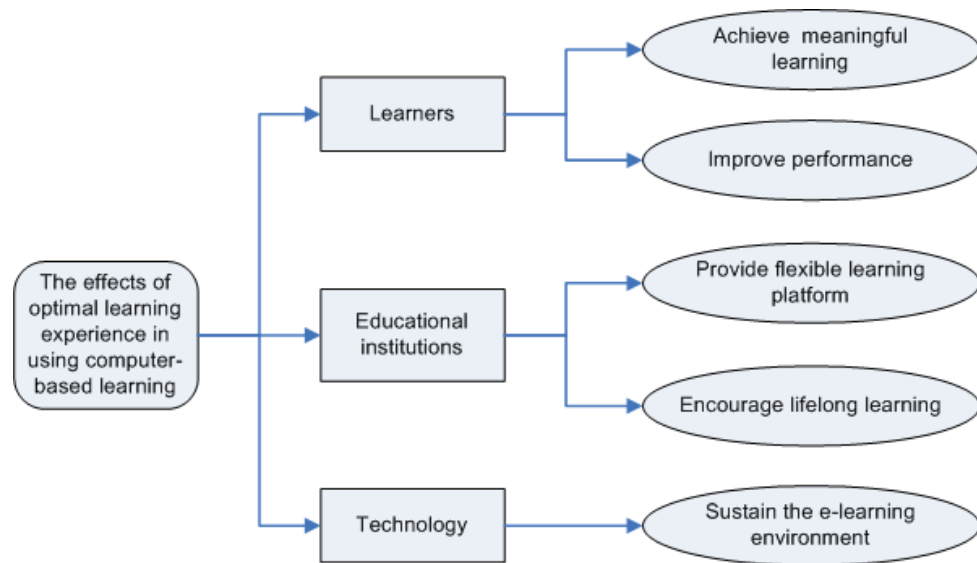 The effects of
optimal learning
experience in
using computer-
based learning
Learners
Achieve meaningful
learning
Improve performance
Educational
institutions
Provide flexible learning
platform
Encourage lifelong learning
Technology
Sustain the e-learning
environment